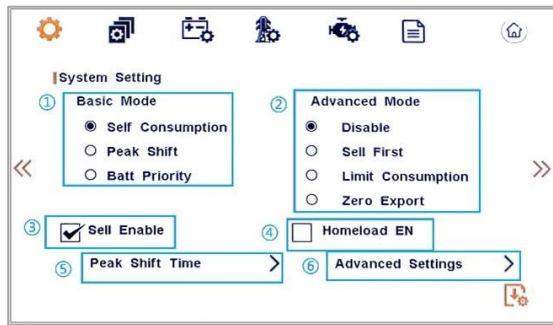 System Setting
① Basic Mode
Self Consumption
Peak Shift
Batt Priority
② Advanced Mode
Disable
Sell First
Limit Consumption
Zero Export
③ Sell Enable
④ Homeload EN
⑤ Peak Shift Time
⑥ Advanced Settings